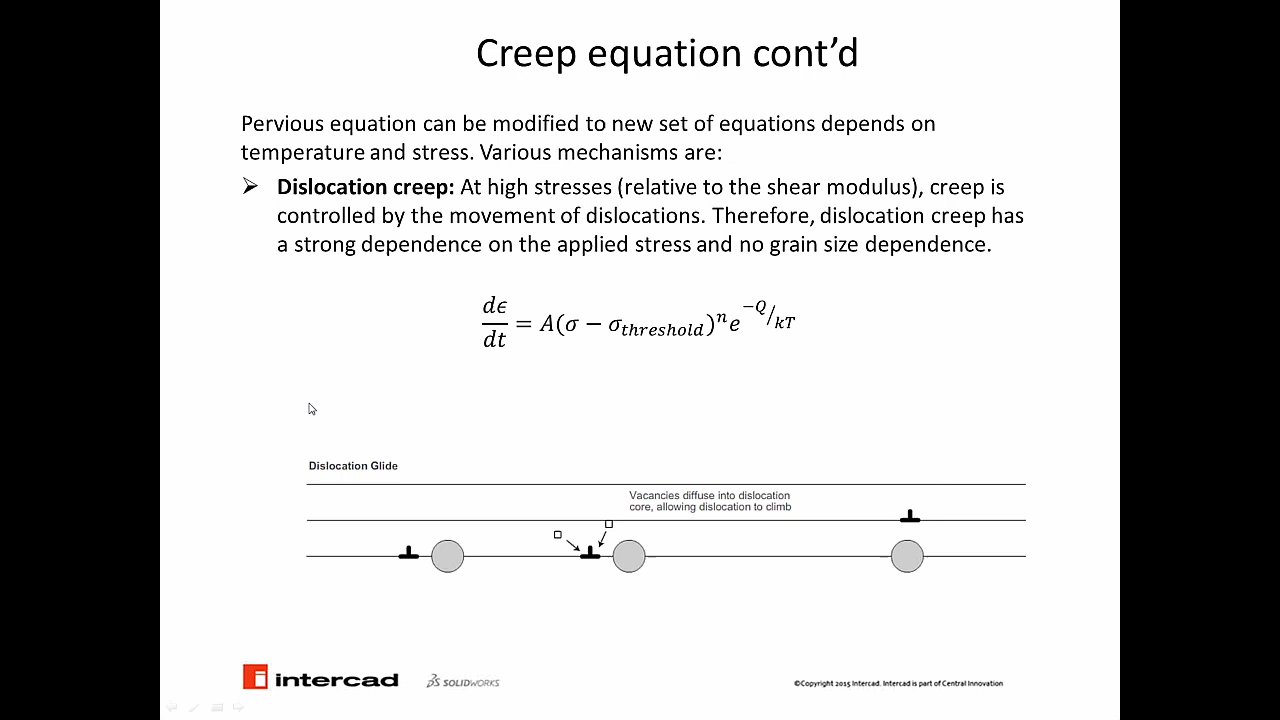 Creep equation cont’d
Pervious equation can be modified to new set of equations depends on
temperature and stress. Various mechanisms are:
➢ Dislocation creep: At high stresses (relative to the shear modulus), creep is
controlled by the movement of dislocations. Therefore, dislocation creep has
a strong dependence on the applied stress and no grain size dependence.
dϵ/dt = A(σ − σ_threshold)^n e^(−Q/kT)
Dislocation Glide
Vacancies diffuse into dislocation
core, allowing dislocation to climb
intercad
SOLIDWORKS
©Copyright 2015 Intercad. Intercad is part of Central Innovation